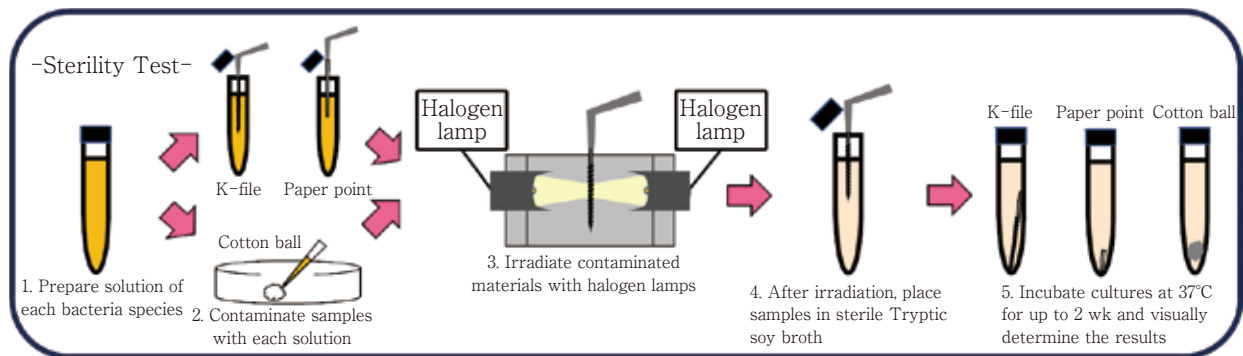 -Sterility Test-
K-file
Paper point
Cotton ball
1. Prepare solution of
each bacteria species
2. Contaminate samples
with each solution
Halogen
lamp
Halogen
lamp
3. Irradiate contaminated
materials with halogen lamps
4. After irradiation, place
samples in sterile Tryptic
soy broth
K-file
Paper point
Cotton ball
5. Incubate cultures at 37℃
for up to 2 wk and visually
determine the results